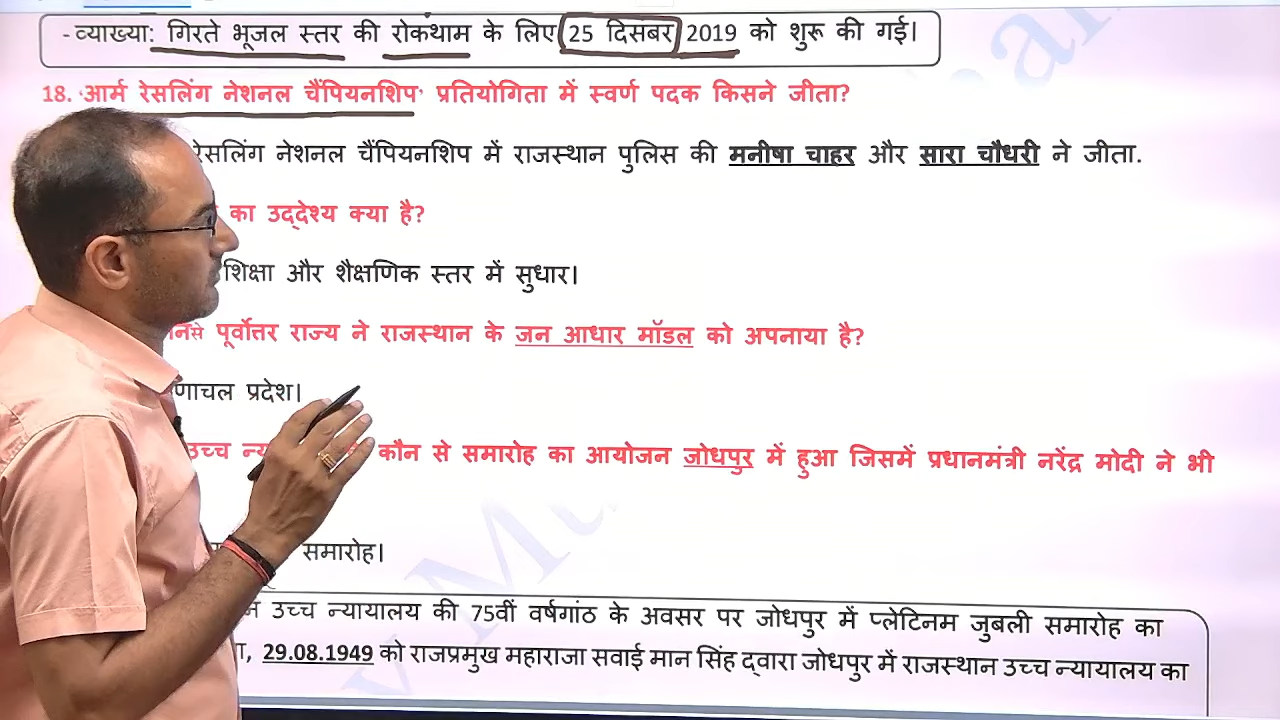 - व्याख्या: गिरते भूजल स्तर की रोकथाम के लिए 25 दिसबर 2019 को शुरू की गई।
18. 'आर्म रेसलिंग नेशनल चैंपियनशिप' प्रतियोगिता में स्वर्ण पदक किसने जीता?
रेसलिंग नेशनल चैंपियनशिप में राजस्थान पुलिस की मनीषा चाहर और सारा चौधरी ने जीता.
का उद्देश्य क्या है?
शिक्षा और शैक्षणिक स्तर में सुधार।
पूर्वोत्तर राज्य ने राजस्थान के जन आधार मॉडल को अपनाया है?
प्रदेश।
उच्च कौन से समारोह का आयोजन जोधपुर में हुआ जिसमें प्रधानमंत्री नरेंद्र मोदी ने भी
समारोह।
उच्च न्यायालय की 75वीं वर्षगांठ के अवसर पर जोधपुर में प्लेटिनम जुबली समारोह का
29.08.1949 को राजप्रमुख महाराजा सवाई मान सिंह द्वारा जोधपुर में राजस्थान उच्च न्यायालय का